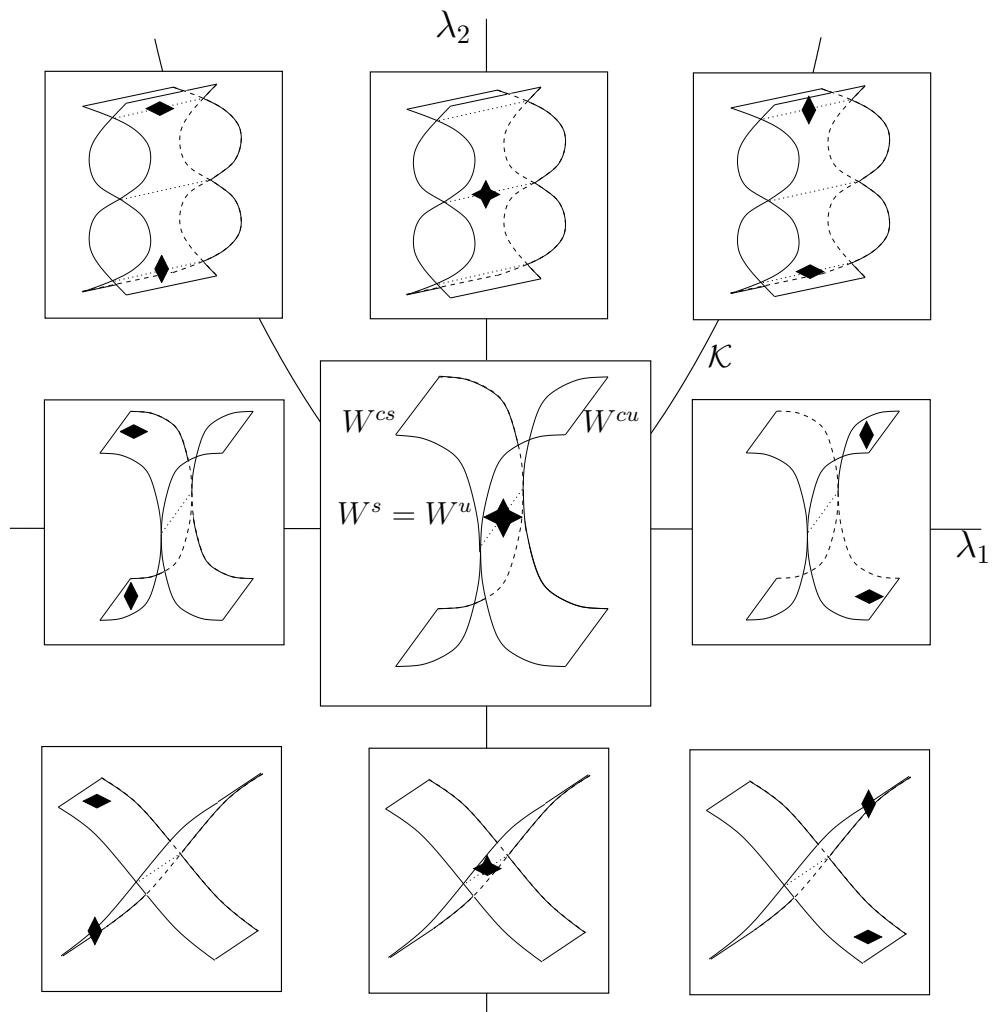 λ₂
𝒦
W^{cs}
W^{cu}
W^s = W^u
λ₁